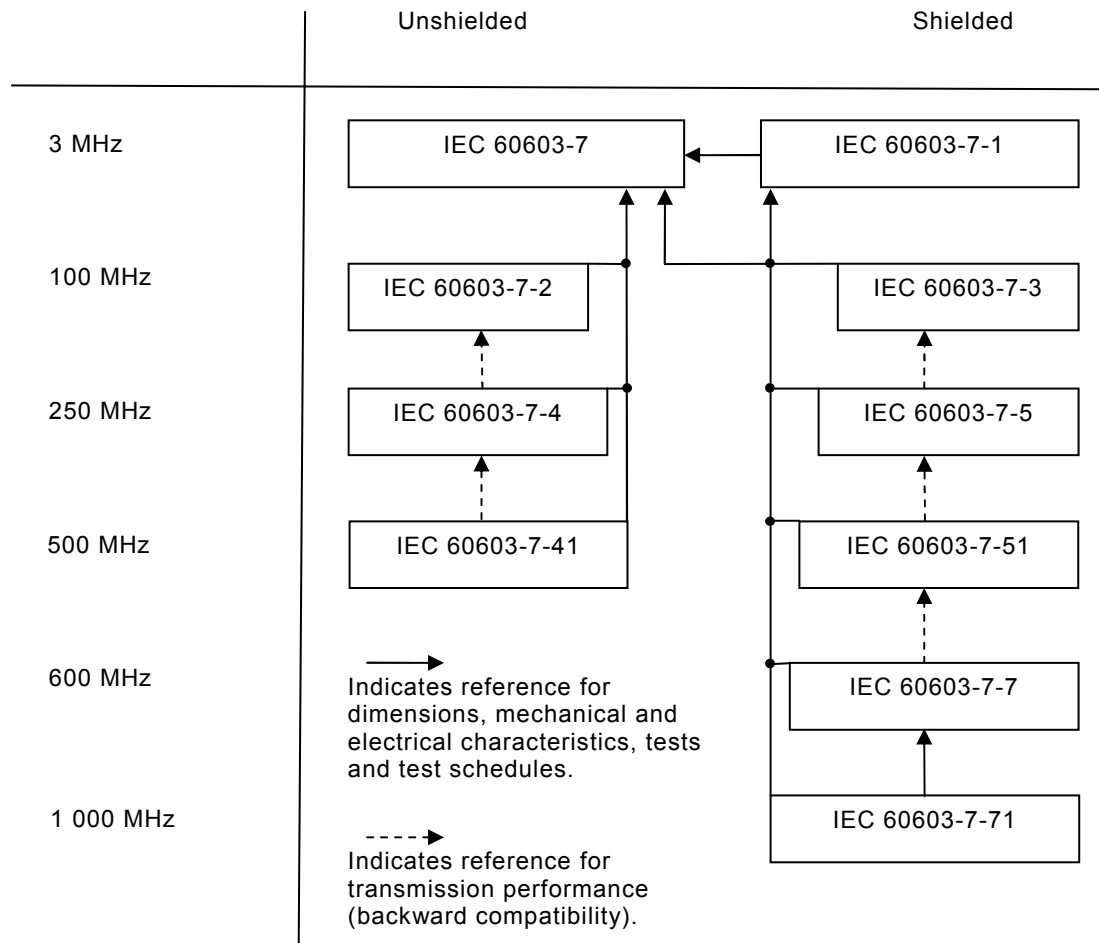 Unshielded Shielded
3 MHz IEC 60603-7 IEC 60603-7-1
100 MHz IEC 60603-7-2 IEC 60603-7-3
250 MHz IEC 60603-7-4 IEC 60603-7-5
500 MHz IEC 60603-7-41 IEC 60603-7-51
600 MHz IEC 60603-7-7
Indicates reference for
dimensions, mechanical and
electrical characteristics, tests
and test schedules.
1 000 MHz IEC 60603-7-71
Indicates reference for
transmission performance
(backward compatibility).